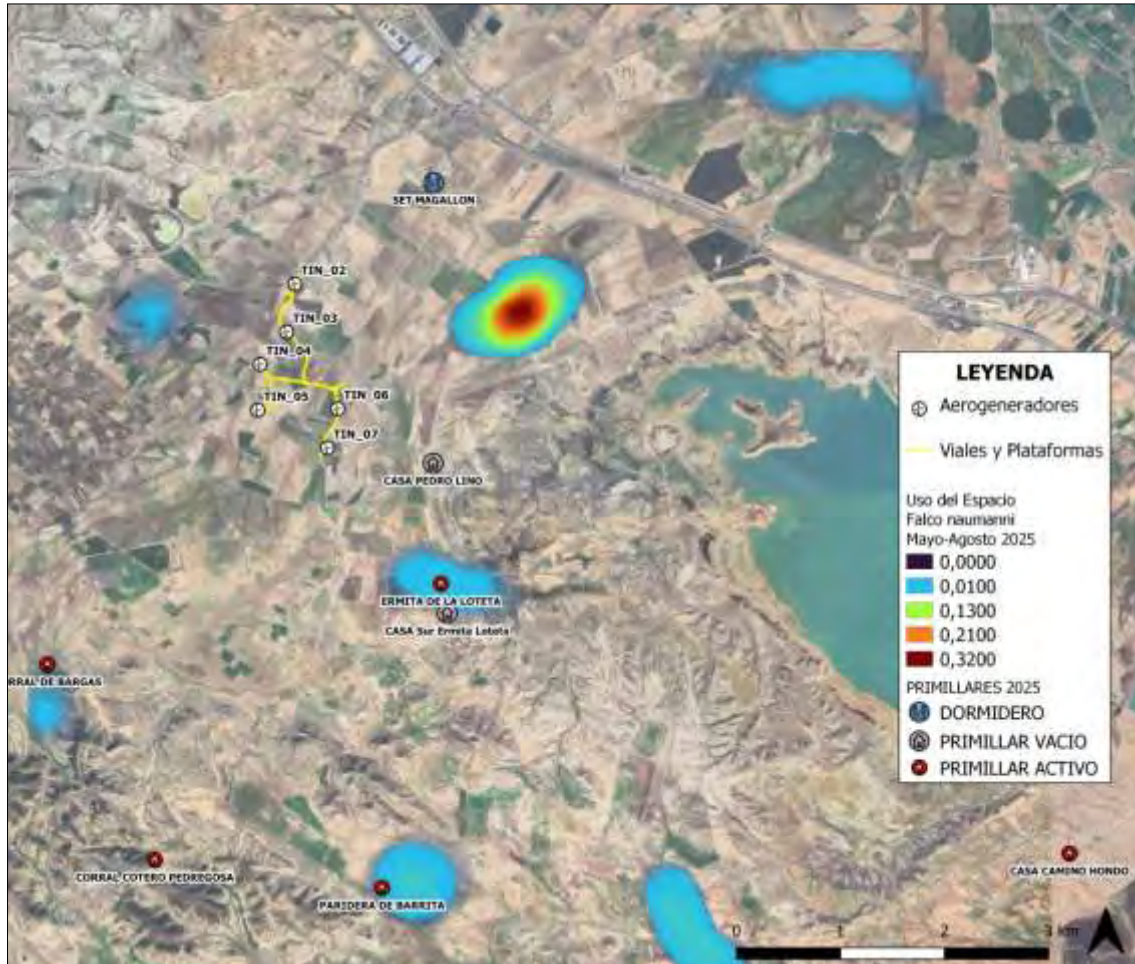 SET MAGALLON
TIN_02
TIN_03
TIN_04
TIN_05
TIN_06
TIN_07
CASA PEDRO LINO
ERMITA DE LA LOTETA
CASA Sur Ermita Loteta
RRAL DE BARGAS
CORRAL COTERO PEDREGOSA
PARIDERA DE BARRITA
CASA CAMINO HONDO
LEYENDA
Aerogeneradores
Viales y Plataformas
Uso del Espacio
Falco naumanni
Mayo-Agosto 2025
0,0000
0,0100
0,1300
0,2100
0,3200
PRIMILLARES 2025
DORMIDERO
PRIMILLAR VACIO
PRIMILLAR ACTIVO
0 1 2 3 km